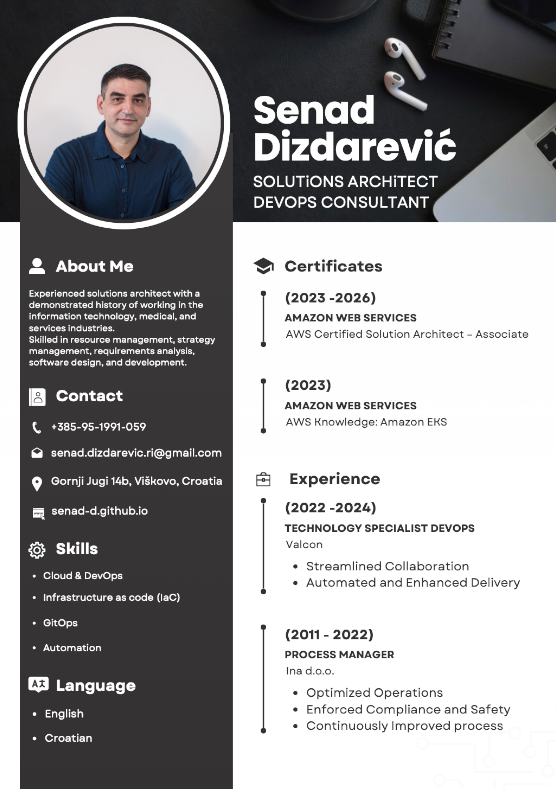 Senad
Dizdarević
SOLUTiONS ARCHiTECT
DEVOPS CONSULTANT
About Me
Experienced solutions architect with a
demonstrated history of working in the
information technology, medical, and
services industries.
Skilled in resource management, strategy
management, requirements analysis,
software design, and development.
Contact
+385-95-1991-059
senad.dizdarevic.ri@gmail.com
Gornji Jugi 14b, Viškovo, Croatia
senad-d.github.io
Skills
• Cloud & DevOps
• Infrastructure as code (IaC)
• GitOps
• Automation
Language
• English
• Croatian
Certificates
(2023 -2026)
AMAZON WEB SERVICES
AWS Certified Solution Architect – Associate
(2023)
AMAZON WEB SERVICES
AWS Knowledge: Amazon EKS
Experience
(2022 -2024)
TECHNOLOGY SPECIALIST DEVOPS
Valcon
• Streamlined Collaboration
• Automated and Enhanced Delivery
(2011 - 2022)
PROCESS MANAGER
Ina d.o.o.
• Optimized Operations
• Enforced Compliance and Safety
• Continuously Improved process